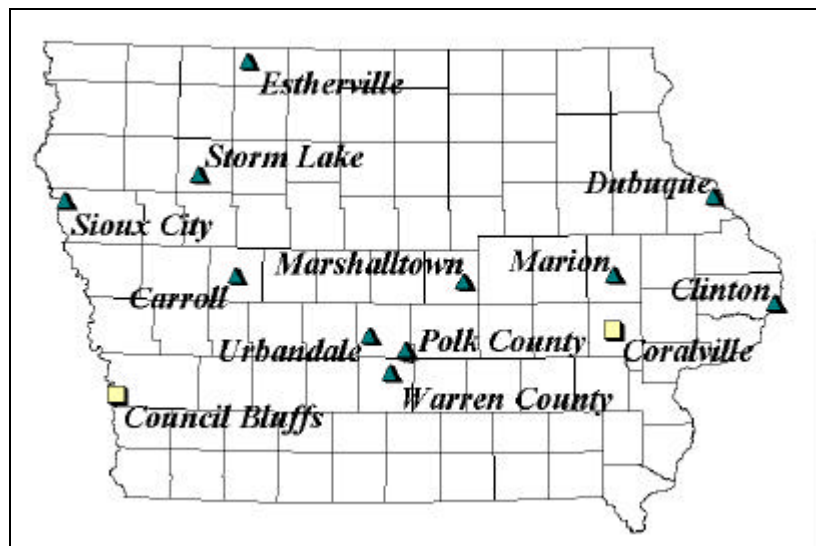 Estherville
Storm Lake
Dubuque
Sioux City
Marshalltown
Marion
Carroll
Clinton
Urbandale
Polk County
Coralville
Warren County
Council Bluffs